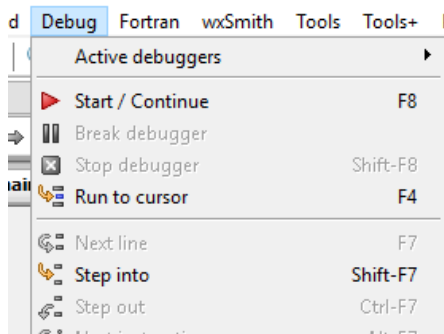 d Debug Fortran wxSmith Tools Tools+
Active debuggers
Start / Continue F8
Break debugger
Stop debugger Shift-F8
Run to cursor F4
Next line F7
Step into Shift-F7
Step out Ctrl-F7